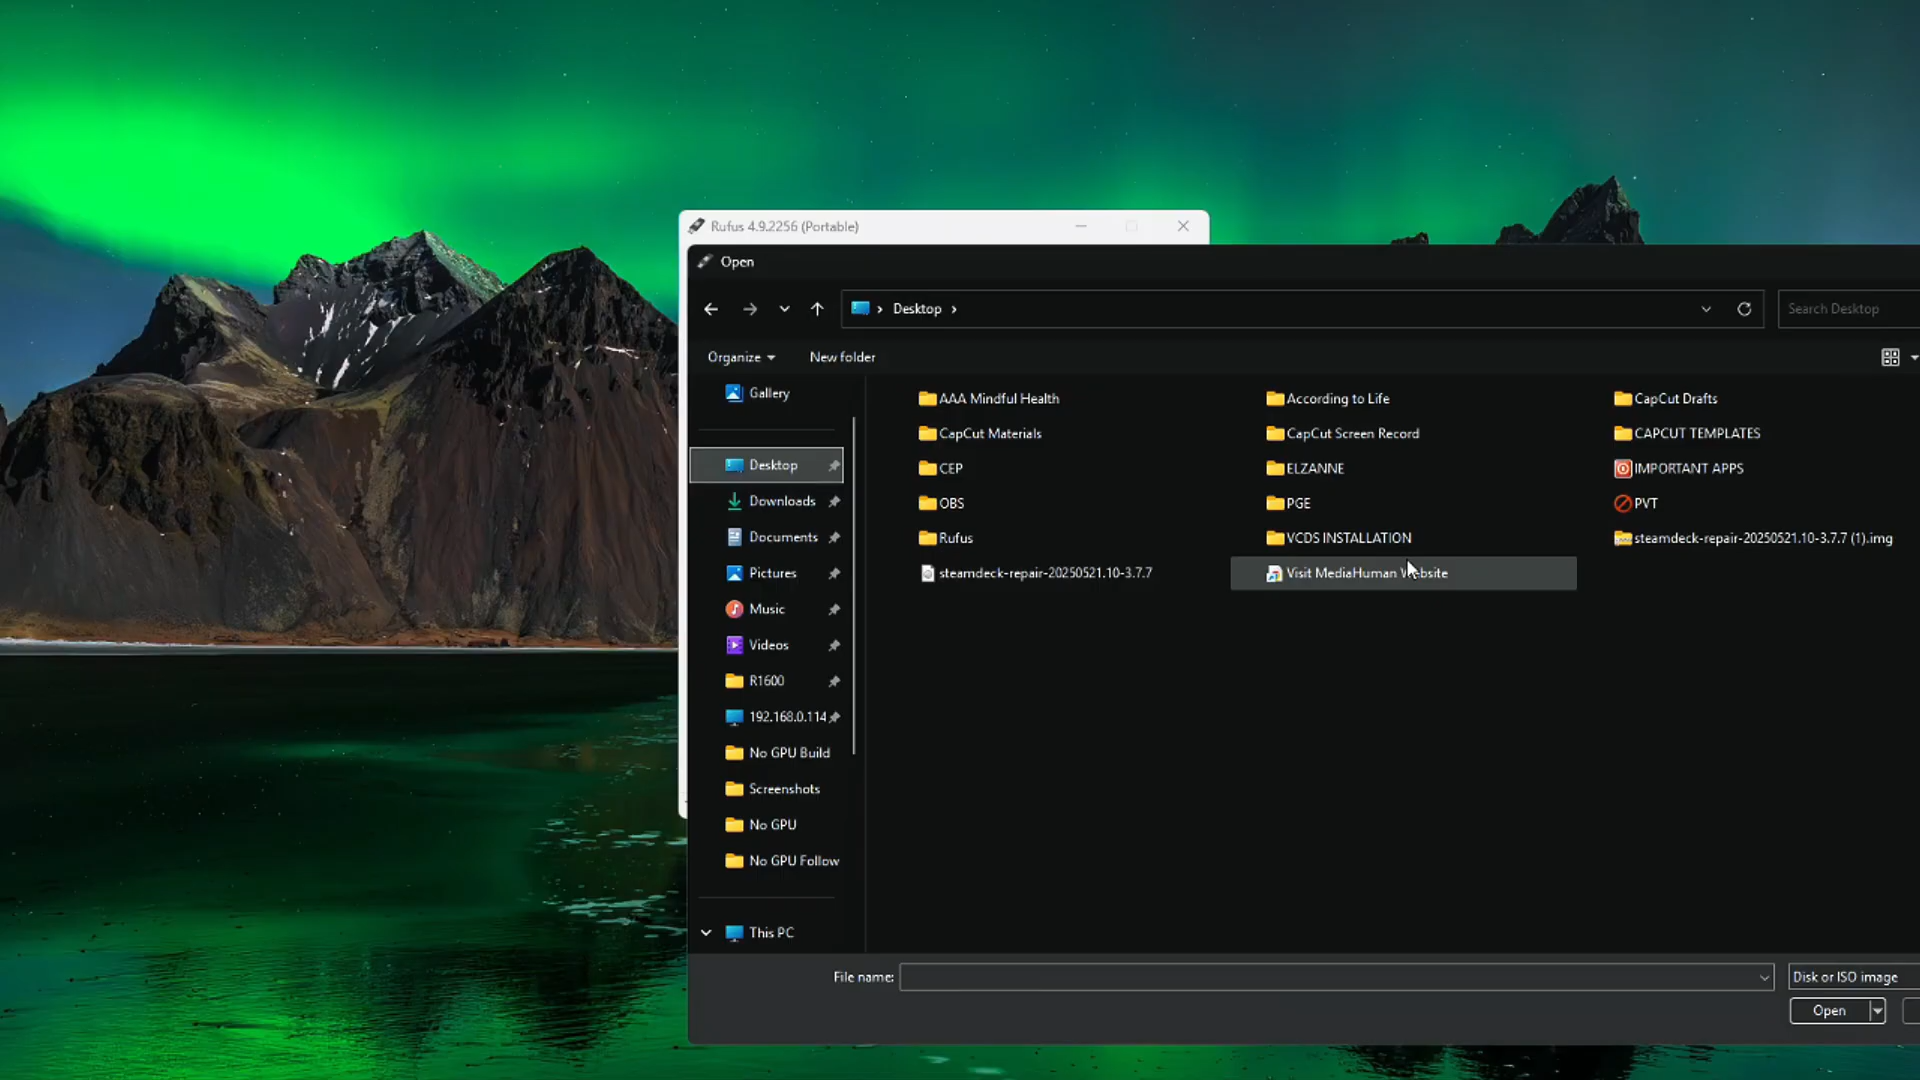 Rufus 4.9.2256 (Portable)
Open
Desktop
Search Desktop
Organize
New folder
Gallery
Desktop
Downloads
Documents
Pictures
Music
Videos
R1600
192.168.0.114
No GPU Build
Screenshots
No GPU
No GPU Follow
This PC
AAA Mindful Health
According to Life
CapCut Drafts
CapCut Materials
CapCut Screen Record
CAPCUT TEMPLATES
CEP
ELZANNE
IMPORTANT APPS
OBS
PGE
PVT
Rufus
VCDS INSTALLATION
steamdeck-repair-20250521.10-3.7.7 (1).img
steamdeck-repair-20250521.10-3.7.7
Visit MediaHuman Website
File name:
Disk or ISO image
Open